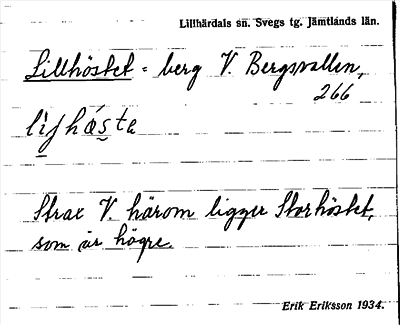 Lillhärdals sn. Svegs tg. Jämtlands län.
Lillhöstet = berg V. Bergsvallen,
266
Strax V. härom ligger Storhöstet,
som är högre.
Erik Eriksson 1934.